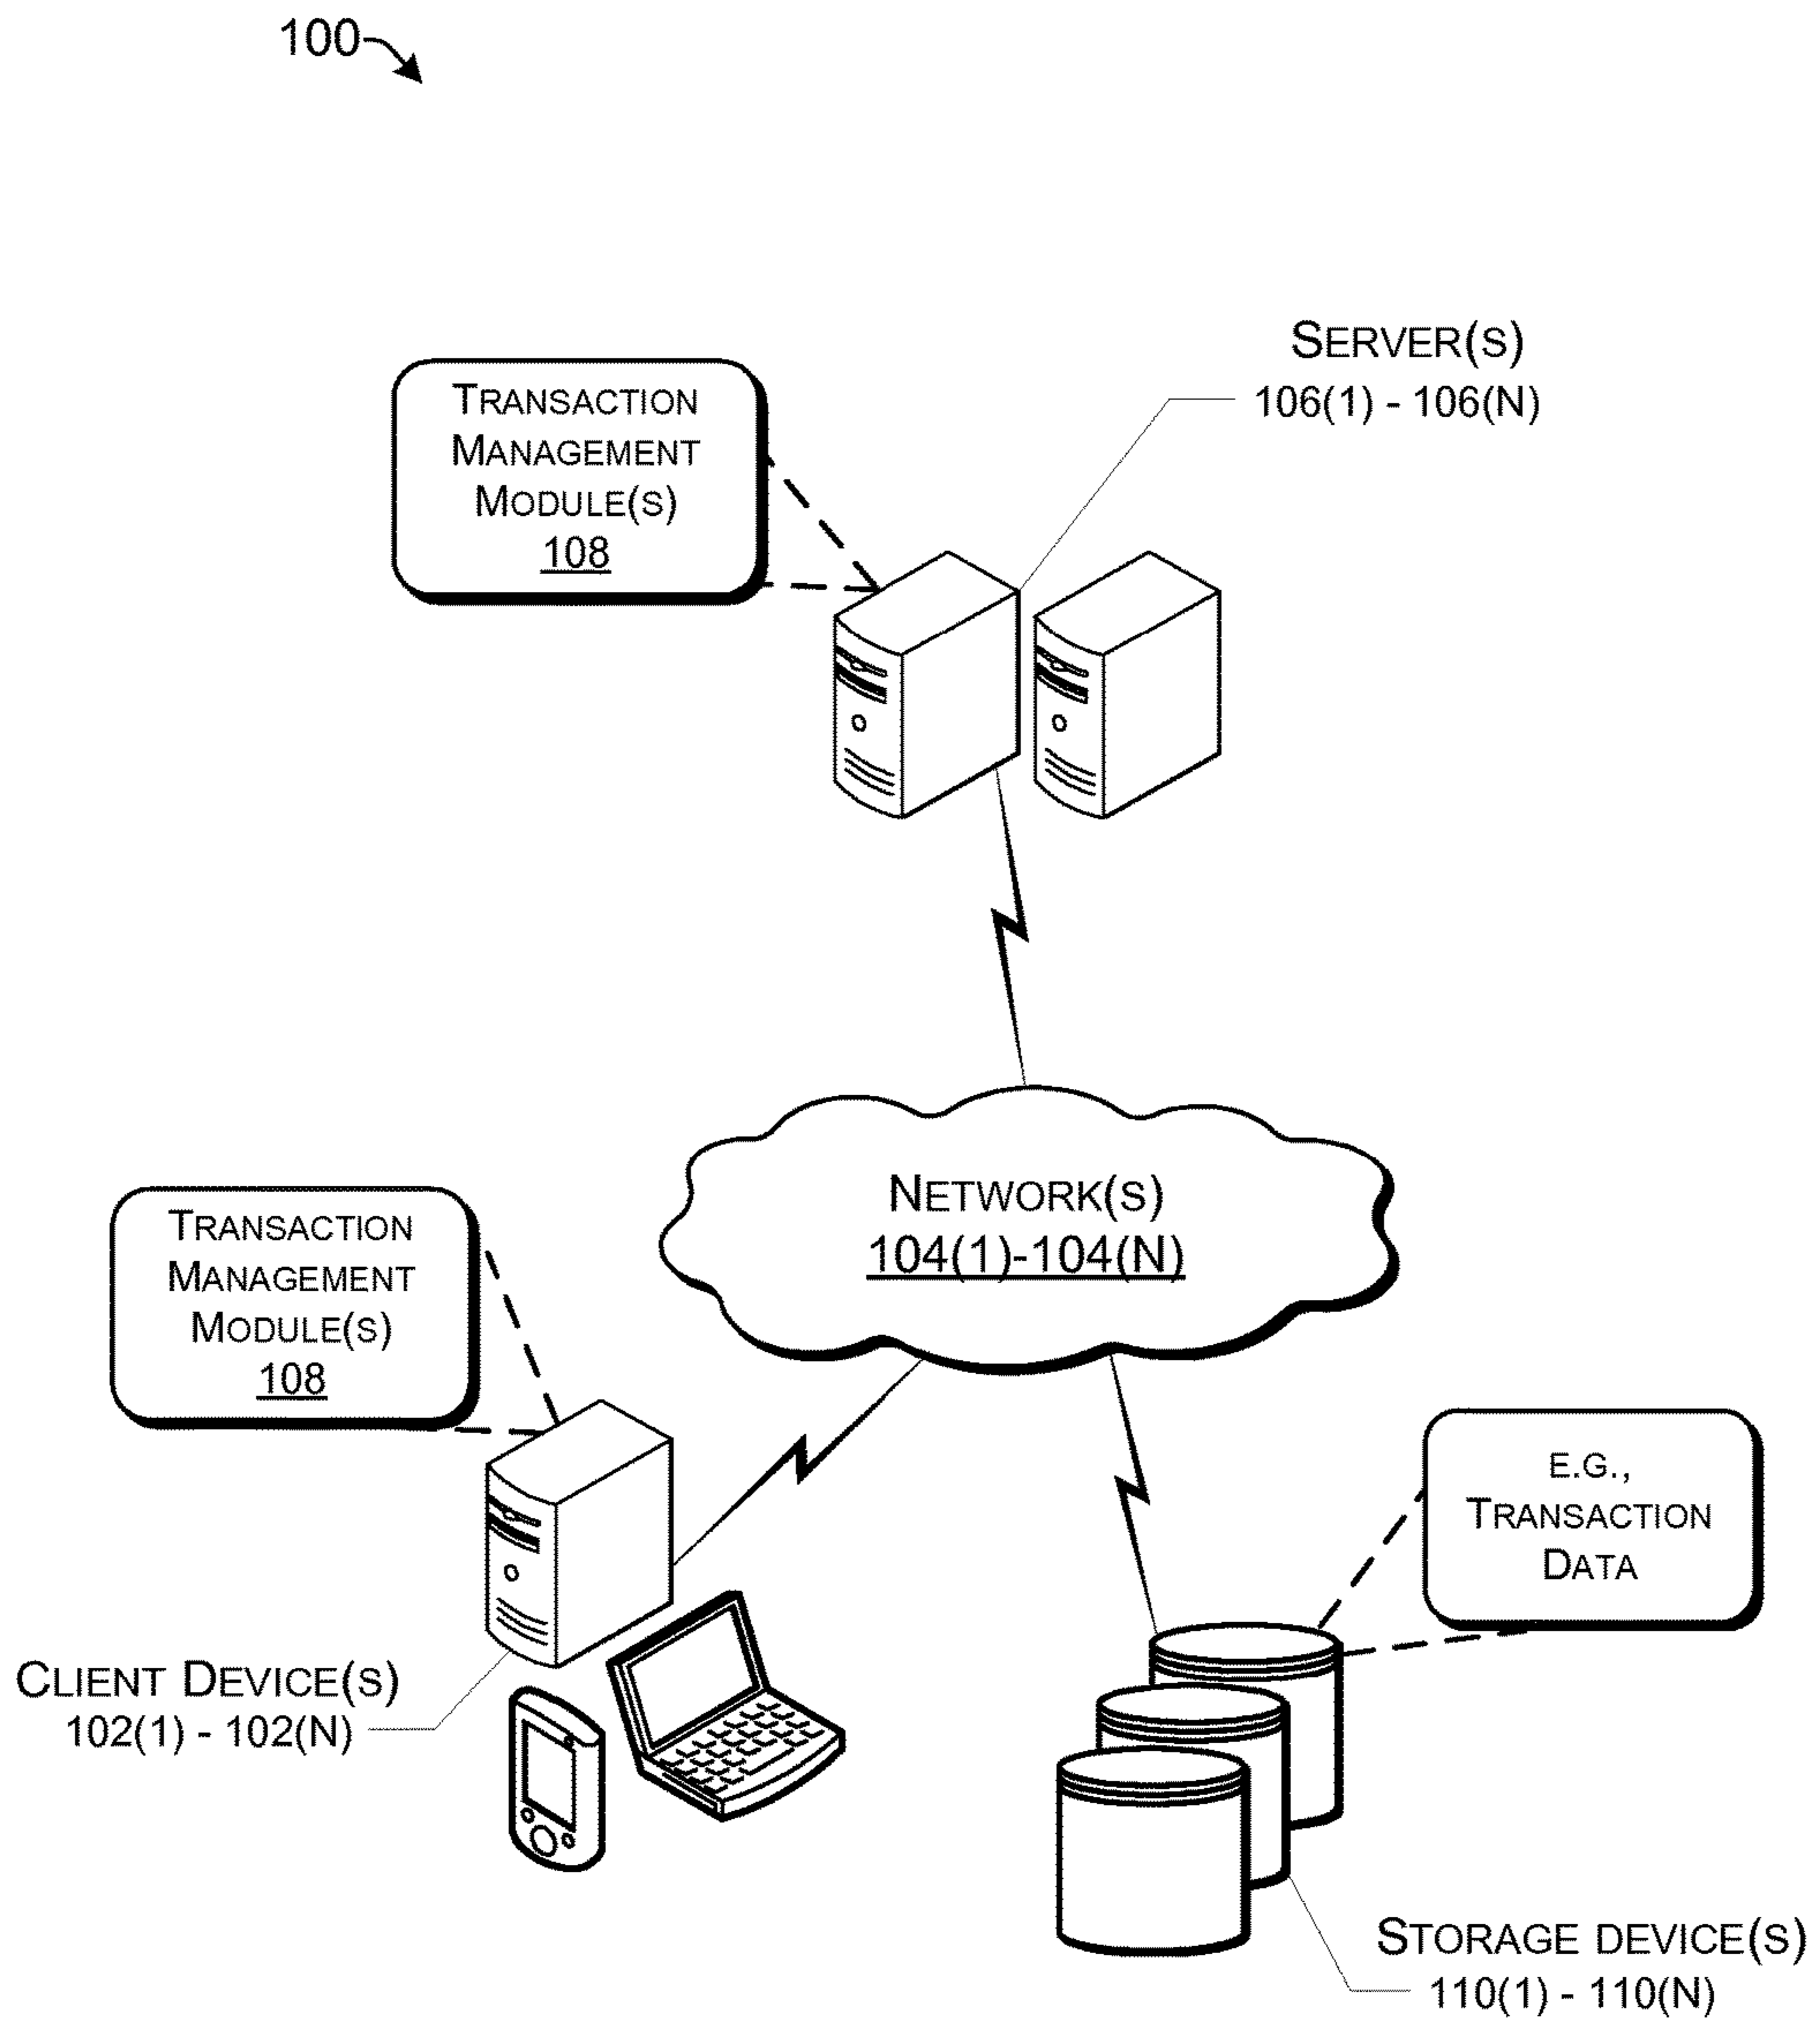 100
SERVER(S)
106(1) - 106(N)
TRANSACTION
MANAGEMENT
MODULE(S)
108
NETWORK(S)
104(1)-104(N)
TRANSACTION
MANAGEMENT
MODULE(S)
108
E.G.,
TRANSACTION
DATA
CLIENT DEVICE(S)
102(1) - 102(N)
STORAGE DEVICE(S)
110(1) - 110(N)